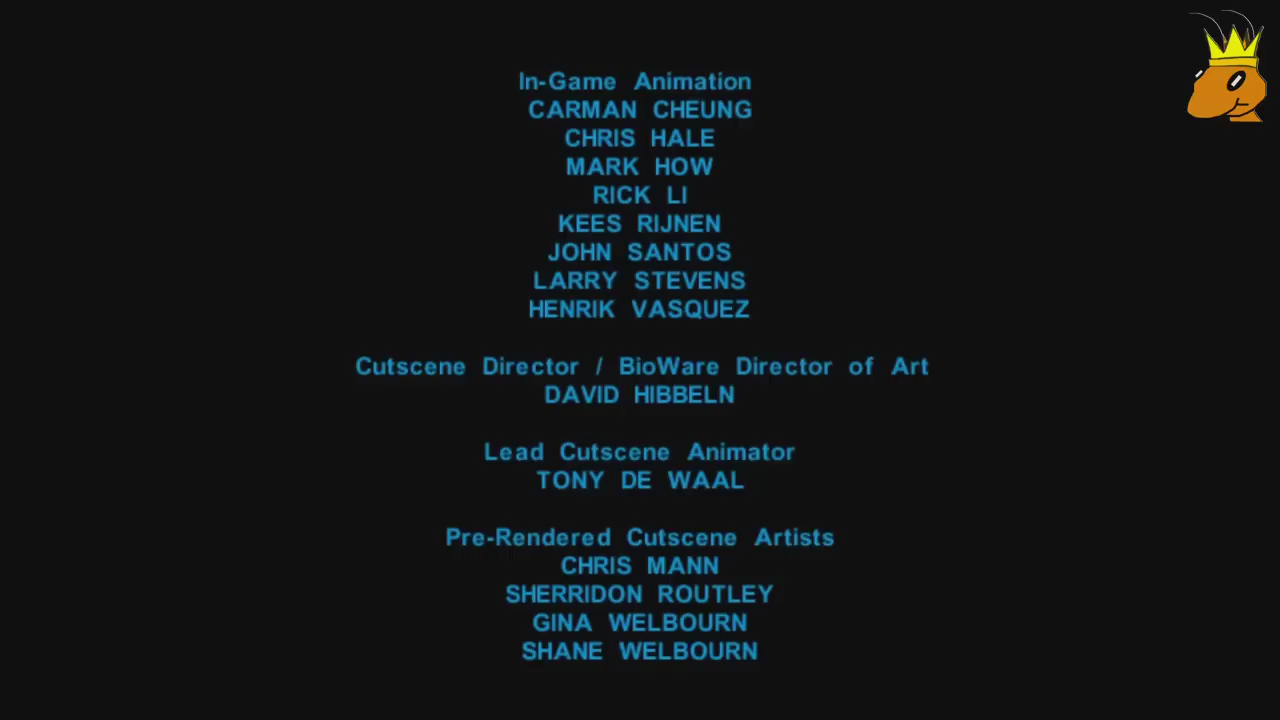 In-Game Animation
CARMAN CHEUNG
CHRIS HALE
MARK HOW
RICK LI
KEES RIJNEN
JOHN SANTOS
LARRY STEVENS
HENRIK VASQUEZ
Cutscene Director / BioWare Director of Art
DAVID HIBBELN
Lead Cutscene Animator
TONY DE WAAL
Pre-Rendered Cutscene Artists
CHRIS MANN
SHERRIDON ROUTLEY
GINA WELBOURN
SHANE WELBOURN